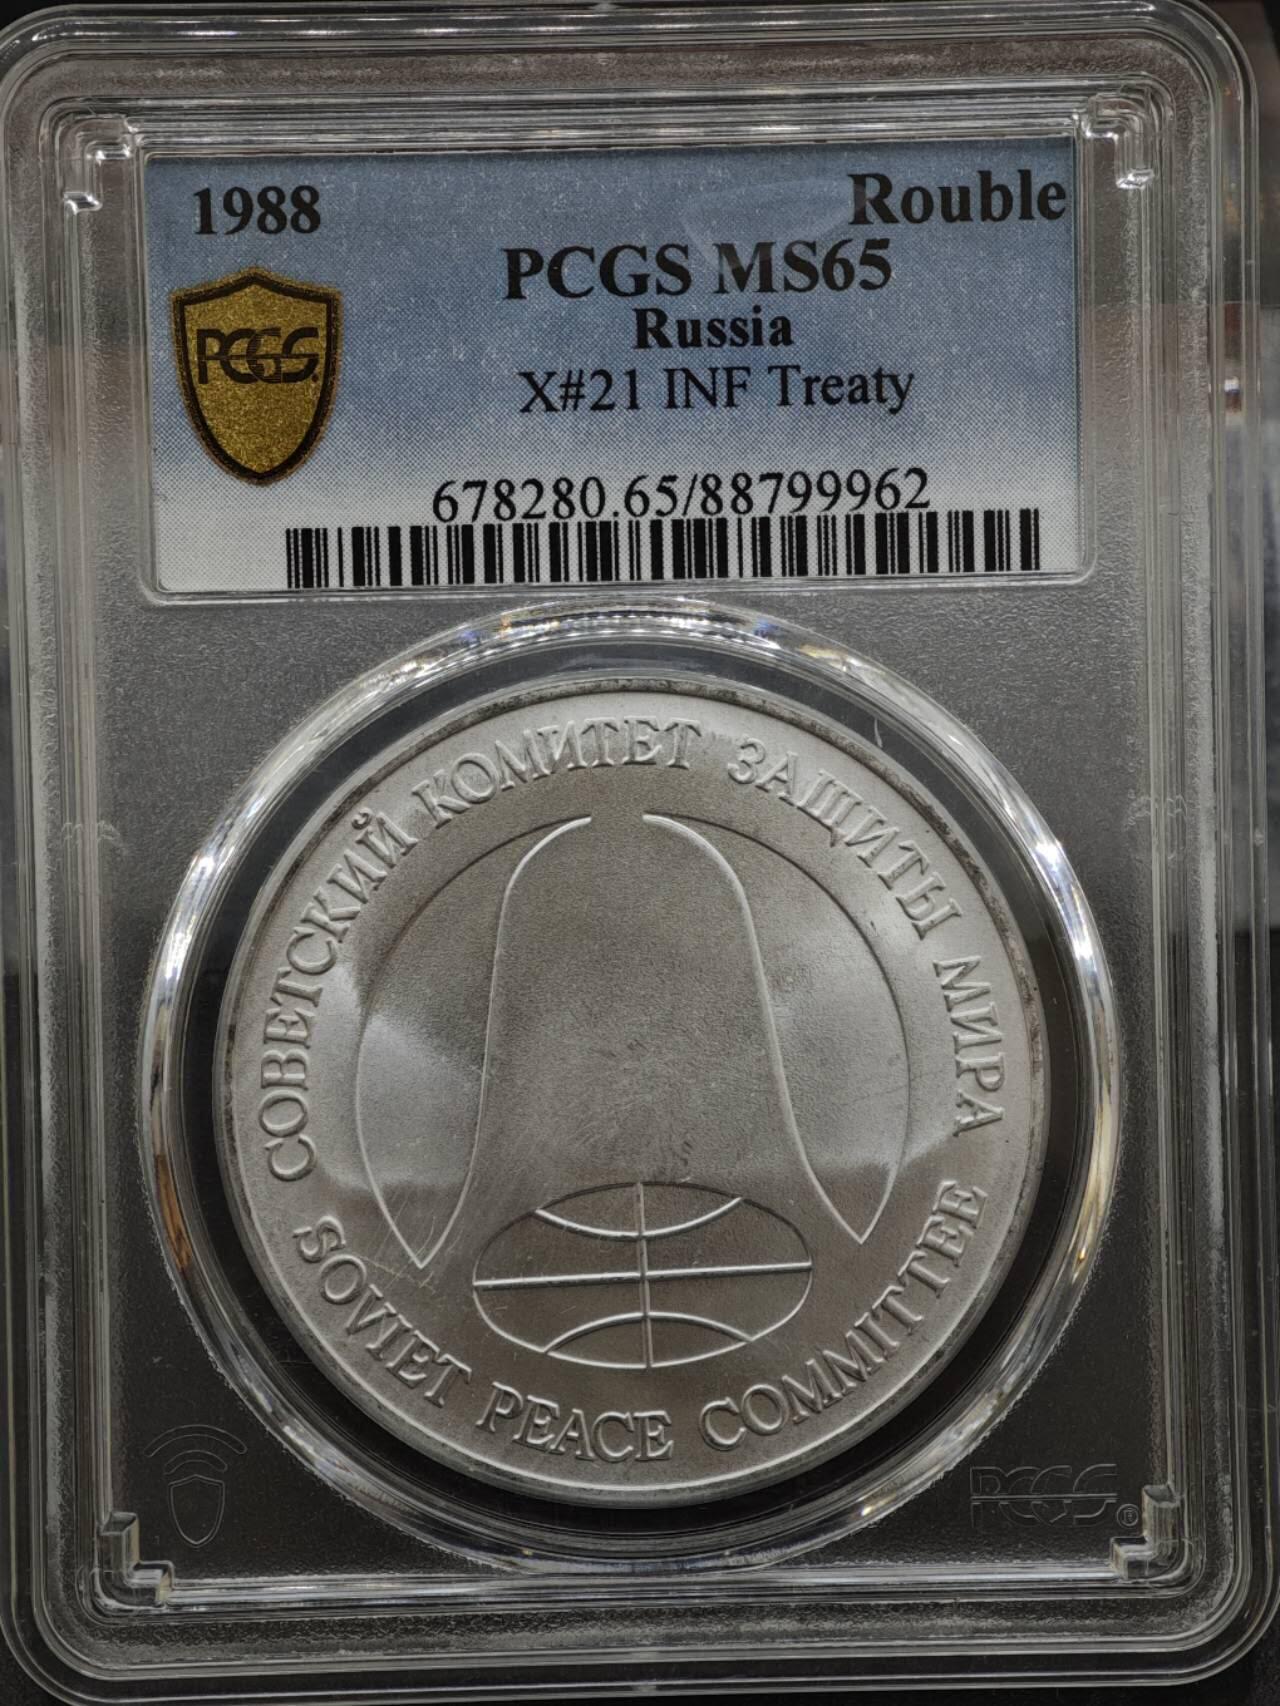 1988
Rouble
PCGS MS65
Russia
PCGS
X#21 INF Treaty
678280.65/88799962
СОВЕТСКИЙ КОМИТЕТ ЗАЩИТЫ МИРА
SOVIET PEACE COMMITTEE
PCGS®